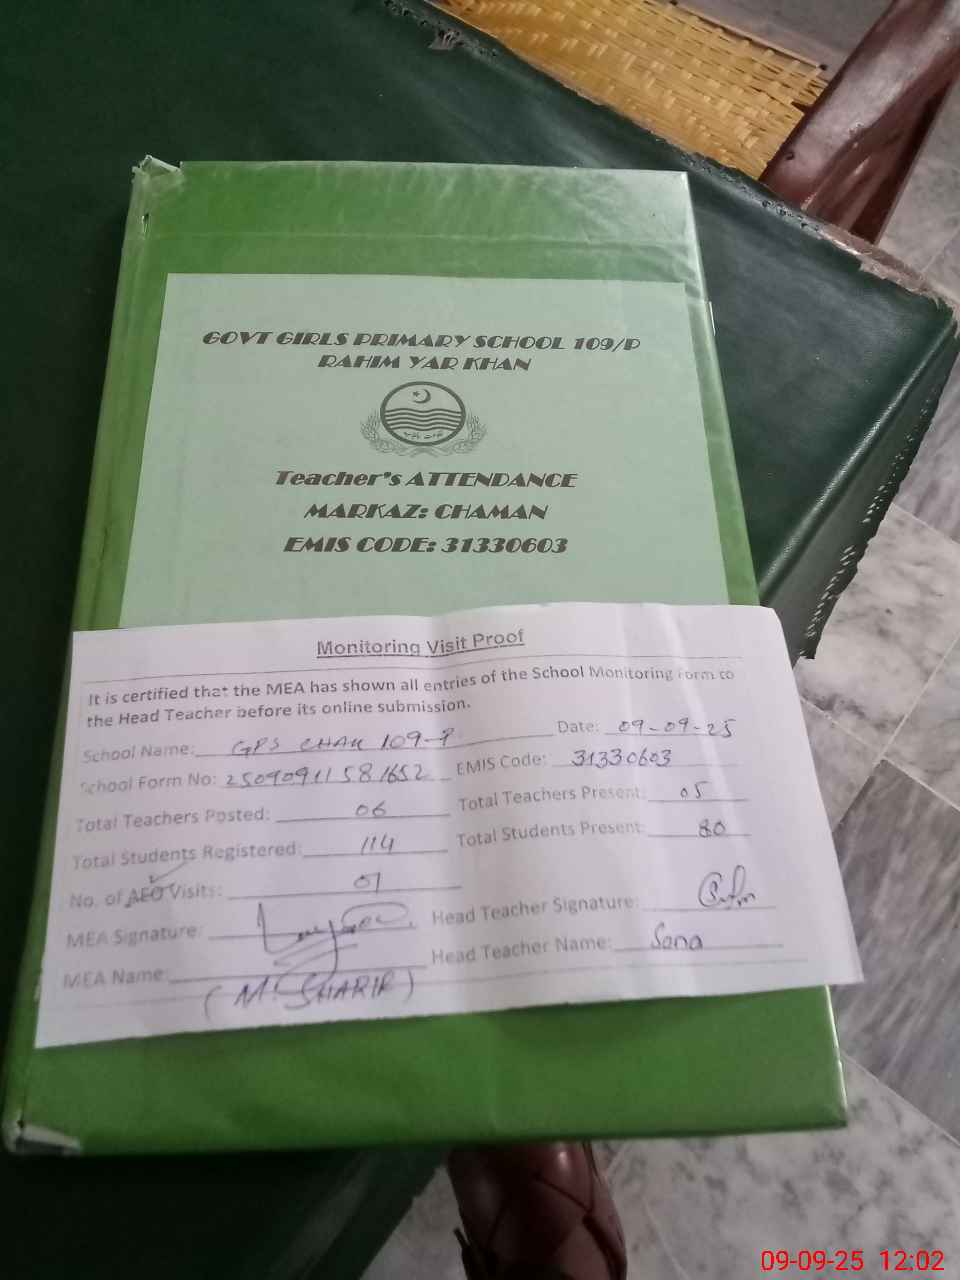 GOVT GIRLS PRIMARY SCHOOL 109/P
RAHIM YAR KHAN
Teacher's ATTENDANCE
MARKAZ: CHAMAN
EMIS CODE: 31330603
Monitoring Visit Proof
It is certified that the MEA has shown all entries of the School Monitoring Form to
the Head Teacher before its online submission.
School Name: GPS CHAK 109-P Date: 09-09-25
School Form No: 25090911581652 EMIS Code: 31330603
Total Teachers Posted: 06 Total Teachers Present: 05
Total Students Registered: 114 Total Students Present: 80
No. of AEO Visits: 01
MEA Signature: Head Teacher Signature:
MEA Name: Head Teacher Name: Sana
(M. SHARIF)
09-09-25 12:02